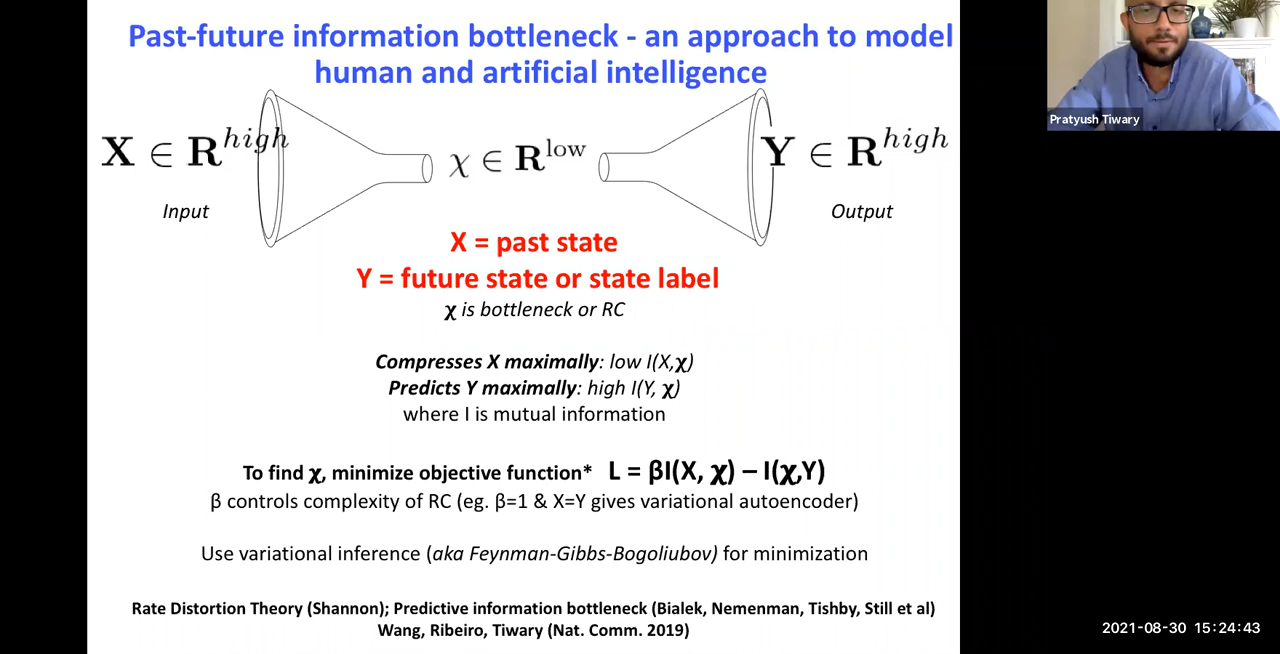 Past-future information bottleneck - an approach to model
human and artificial intelligence
X ∈ R^high
χ ∈ R^low
Y ∈ R^high
Input
Output
X = past state
Y = future state or state label
χ is bottleneck or RC
Compresses X maximally: low I(X,χ)
Predicts Y maximally: high I(Y, χ)
where I is mutual information
To find χ, minimize objective function* L = βI(X, χ) – I(χ,Y)
β controls complexity of RC (eg. β=1 & X=Y gives variational autoencoder)
Use variational inference (aka Feynman-Gibbs-Bogoliubov) for minimization
Rate Distortion Theory (Shannon); Predictive information bottleneck (Bialek, Nemenman, Tishby, Still et al)
Wang, Ribeiro, Tiwary (Nat. Comm. 2019)
Pratyush Tiwary
2021-08-30 15:24:43